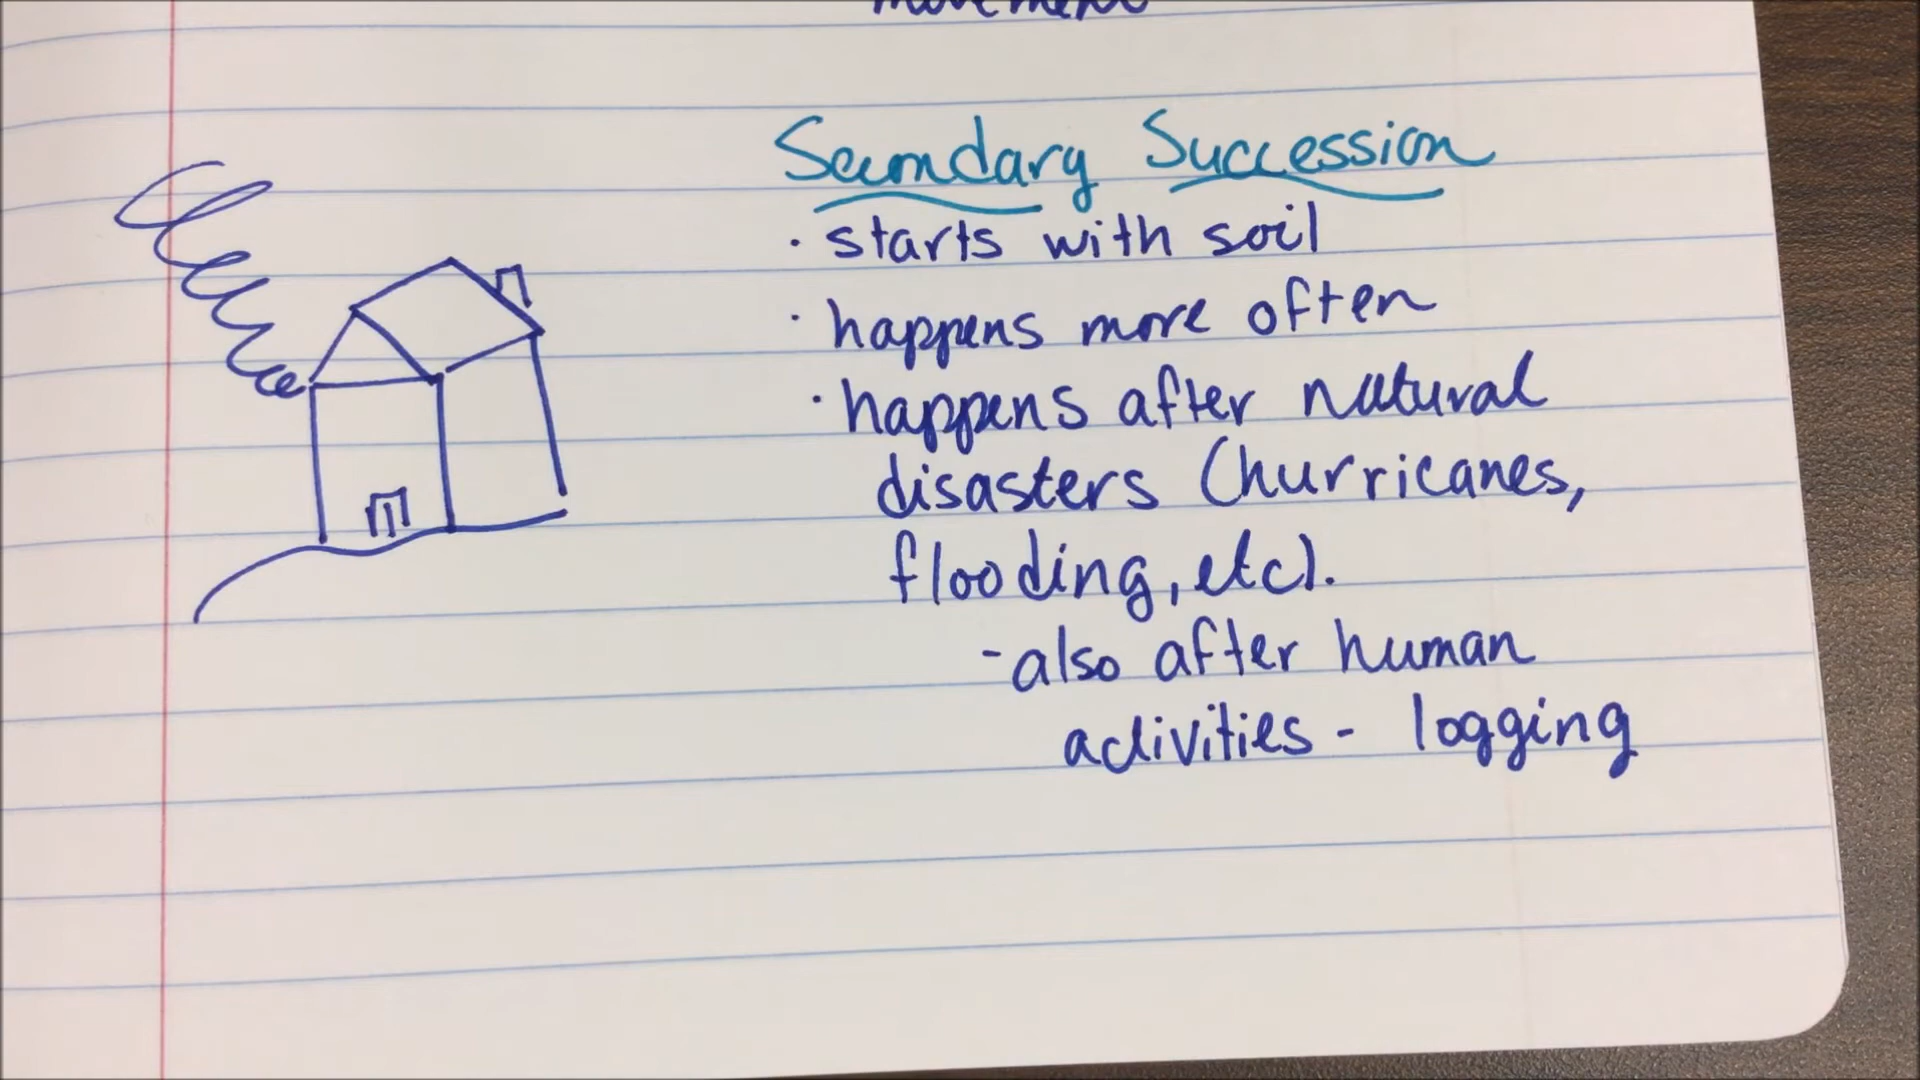 movement
Secondary Succession
· starts with soil
· happens more often
· happens after natural
disasters (hurricanes,
flooding, etc).
- also after human
activities - logging